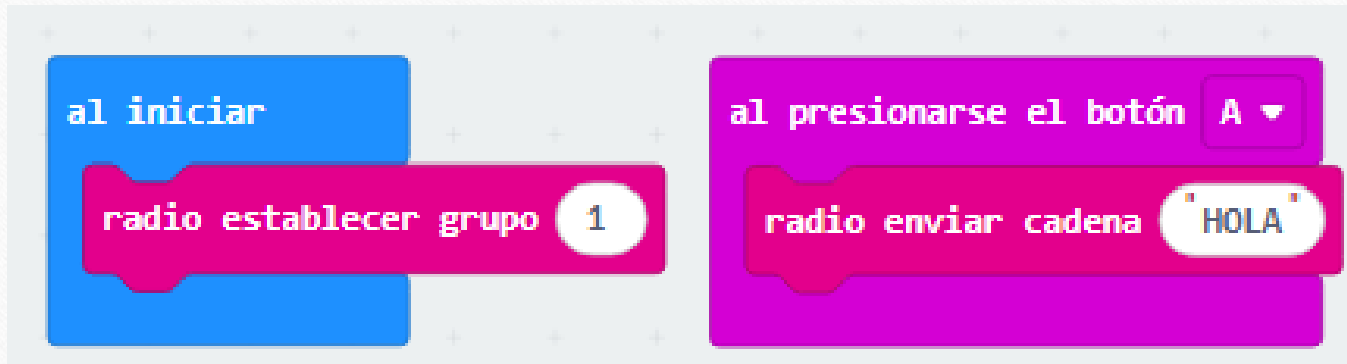 al iniciar
radio establecer grupo 1
al presionarse el botón A
radio enviar cadena "HOLA"